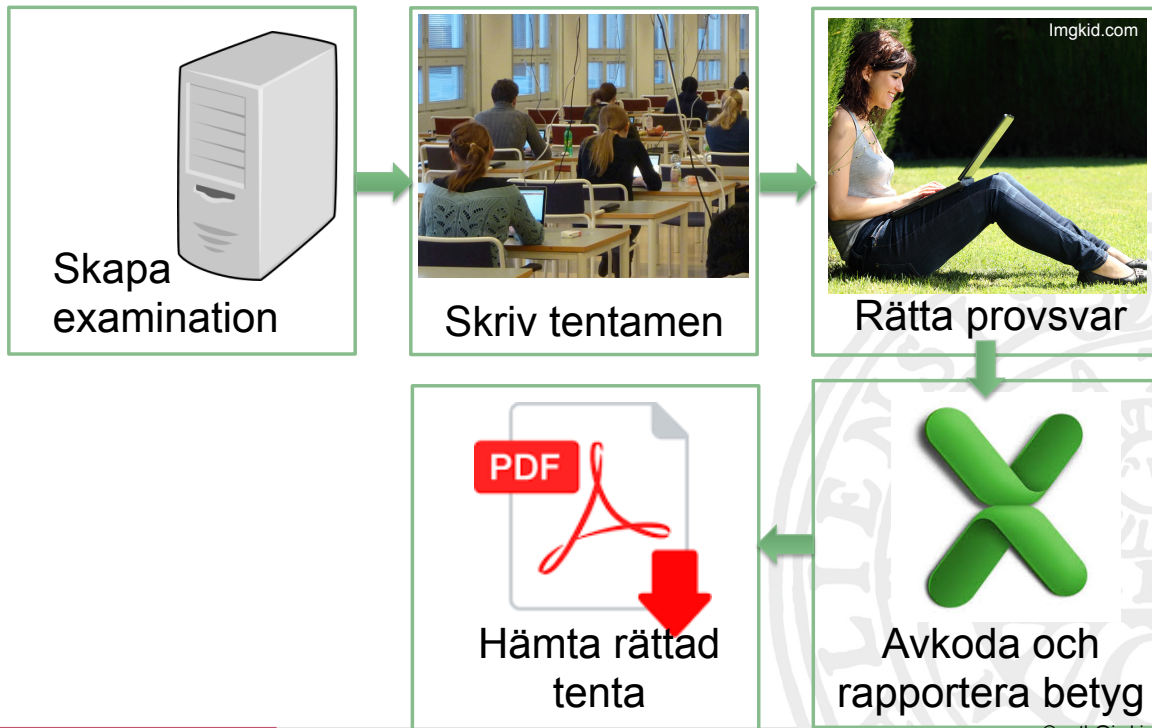 Imgkid.com
Skapa
examination
Skriv tentamen
Rätta provsvar
Avkoda och
rapportera betyg
PDF
Hämta rättad
tenta